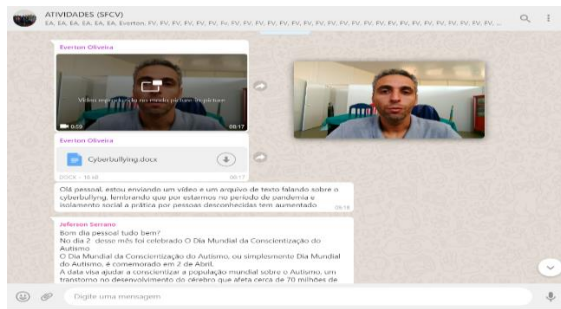 ATIVIDADES (SFCV)
EA, EA, EA, EA, EA, EA, Everton, FV, FV, FV, FV, FV, Fv, FV, FV, FV, FV, FV, FV, FV, FV, FV, FV, FV, FV, FV, FV, FV, FV, FV, FV, FV, FV, FV, ...
Everton Oliveira
Vídeo reproduzindo no modo picture-in-picture
0:59
09:17
Everton Oliveira
Cyberbullying.docx
DOCX • 16 kB
09:17
Olá pessoal, estou enviando um vídeo e um arquivo de texto falando sobre o
cyberbullying, lembrando que por estarmos no período de pandemia e
isolamento social a prática por pessoas desconhecidas tem aumentado
09:18
Jeferson Serrano
Bom dia pessoal tudo bem?
No dia 2 desse mês foi celebrado O Dia Mundial da Conscientização do
Autismo
O Dia Mundial da Conscientização do Autismo, ou simplesmente Dia Mundial
do Autismo, é comemorado em 2 de Abril.
A data visa ajudar a conscientizar a população mundial sobre o Autismo, um
transtorno no desenvolvimento do cérebro que afeta cerca de 70 milhões de
Digite uma mensagem